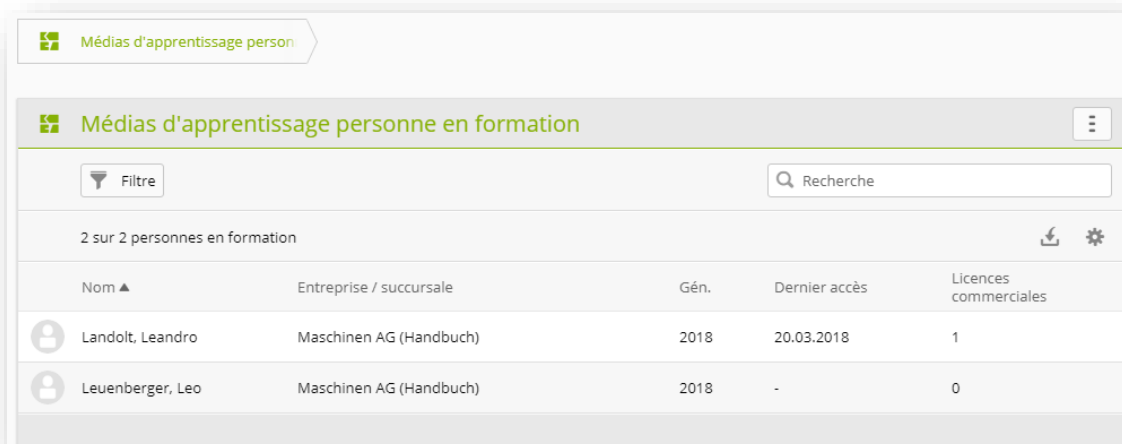 Médias d'apprentissage person
Médias d'apprentissage personne en formation
Filtre
Recherche
2 sur 2 personnes en formation
Nom ▲ Entreprise / succursale Gén. Dernier accès Licences commerciales
Landolt, Leandro Maschinen AG (Handbuch) 2018 20.03.2018 1
Leuenberger, Leo Maschinen AG (Handbuch) 2018 - 0